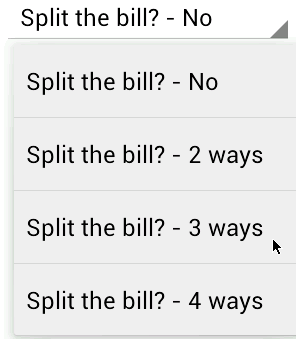 Split the bill? - No
Split the bill? - No
Split the bill? - 2 ways
Split the bill? - 3 ways
Split the bill? - 4 ways